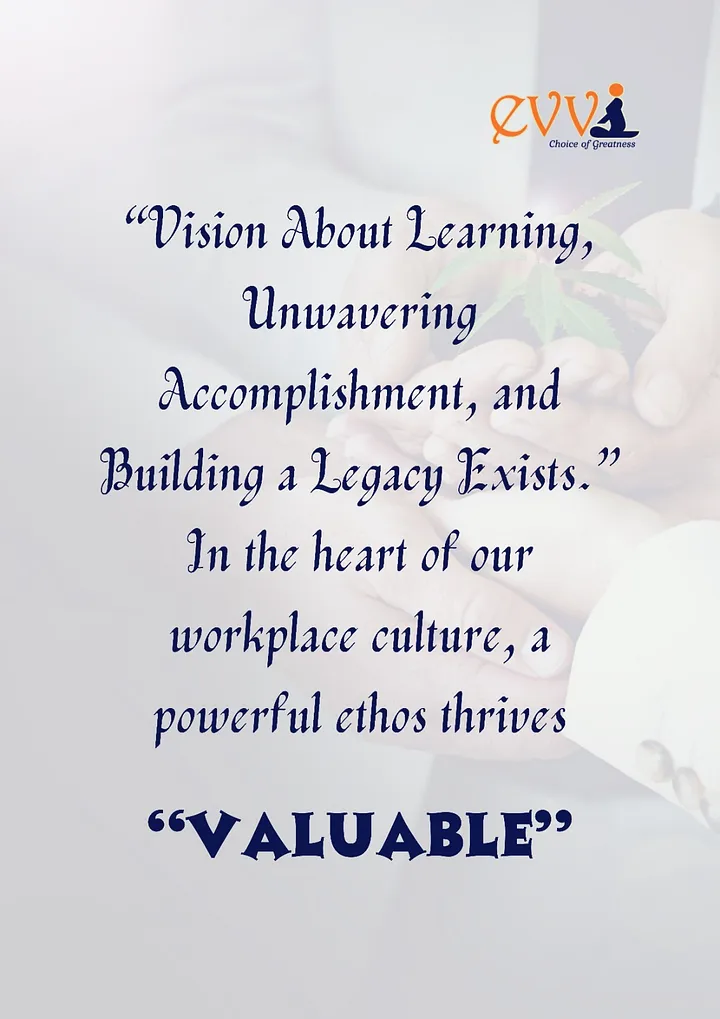 evvi
Choice of Greatness
“Vision About Learning,
Unwavering
Accomplishment, and
Building a Legacy Exists.”
In the heart of our
workplace culture, a
powerful ethos thrives
“VALUABLE”